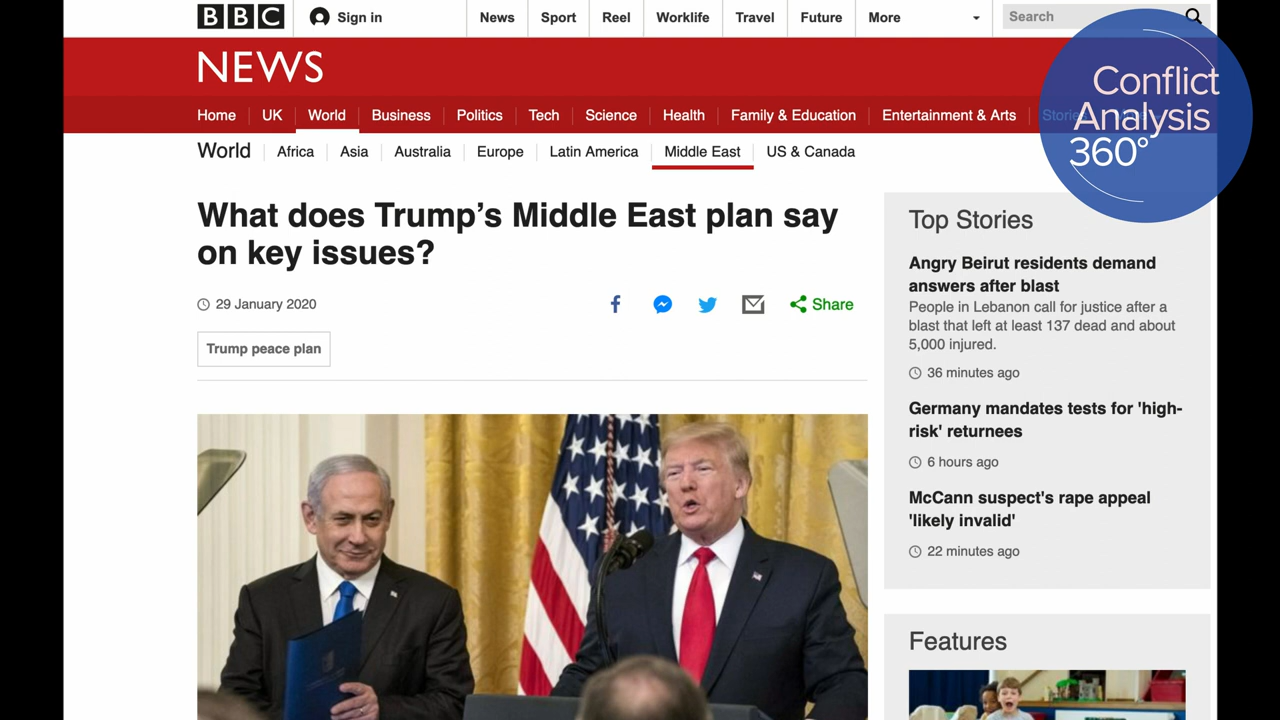 BBC
Sign in
News
Sport
Reel
Worklife
Travel
Future
More
Search
Conflict
Analysis
360°
NEWS
Home
UK
World
Business
Politics
Tech
Science
Health
Family & Education
Entertainment & Arts
Stories
World
Africa
Asia
Australia
Europe
Latin America
Middle East
US & Canada
What does Trump's Middle East plan say
on key issues?
29 January 2020
Share
Trump peace plan
Top Stories
Angry Beirut residents demand
answers after blast
People in Lebanon call for justice after a
blast that left at least 137 dead and about
5,000 injured.
36 minutes ago
Germany mandates tests for 'high-
risk' returnees
6 hours ago
McCann suspect's rape appeal
'likely invalid'
22 minutes ago
Features